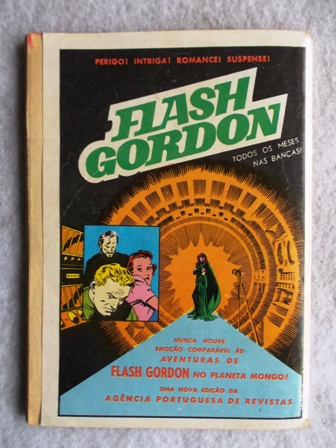 PERIGO! INTRIGA! ROMANCE! SUSPENSE!
FLASH
GORDON
TODOS OS MESES
NAS BANCAS!
NUNCA HOUVE
EMOÇÃO COMPARÁVEL ÀS
AVENTURAS DE
FLASH GORDON NO PLANETA MONGO!
UMA NOVA EDIÇÃO DA
AGÊNCIA PORTUGUESA DE REVISTAS